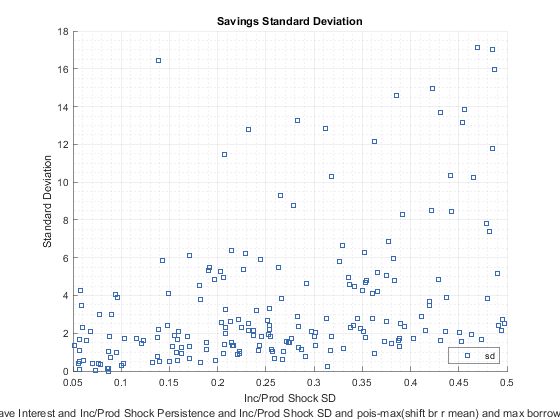 Savings Standard Deviation
18
16
14
12
10
8
6
4
2
0
Standard Deviation
0.05 0.1 0.15 0.2 0.25 0.3 0.35 0.4 0.45 0.5
sd
Inc/Prod Shock SD
ave Interest and Inc/Prod Shock Persistence and Inc/Prod Shock SD and pois-max(shift br r mean) and max borrow